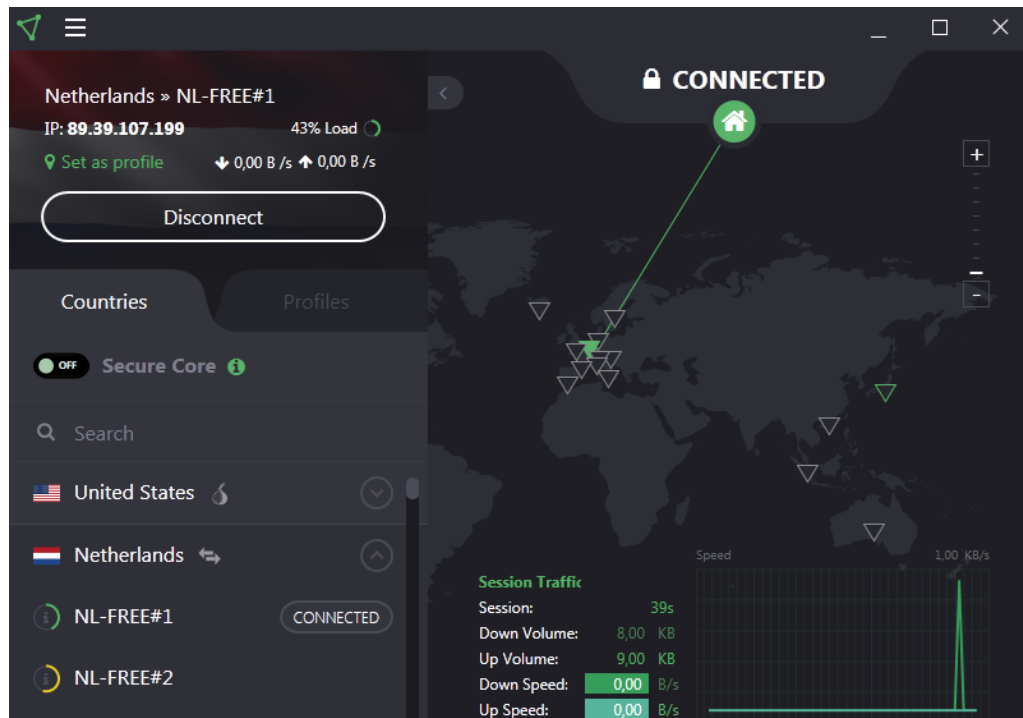 Netherlands » NL-FREE#1
IP: 89.39.107.199 43% Load
Set as profile 0,00 B /s 0,00 B /s
Disconnect
Countries Profiles
OFF Secure Core
Search
United States
Netherlands
NL-FREE#1 CONNECTED
NL-FREE#2
CONNECTED
+
-
Speed 1,00 KB/s
Session Traffic
Session: 39s
Down Volume: 8,00 KB
Up Volume: 9,00 KB
Down Speed: 0,00 B/s
Up Speed: 0,00 B/s